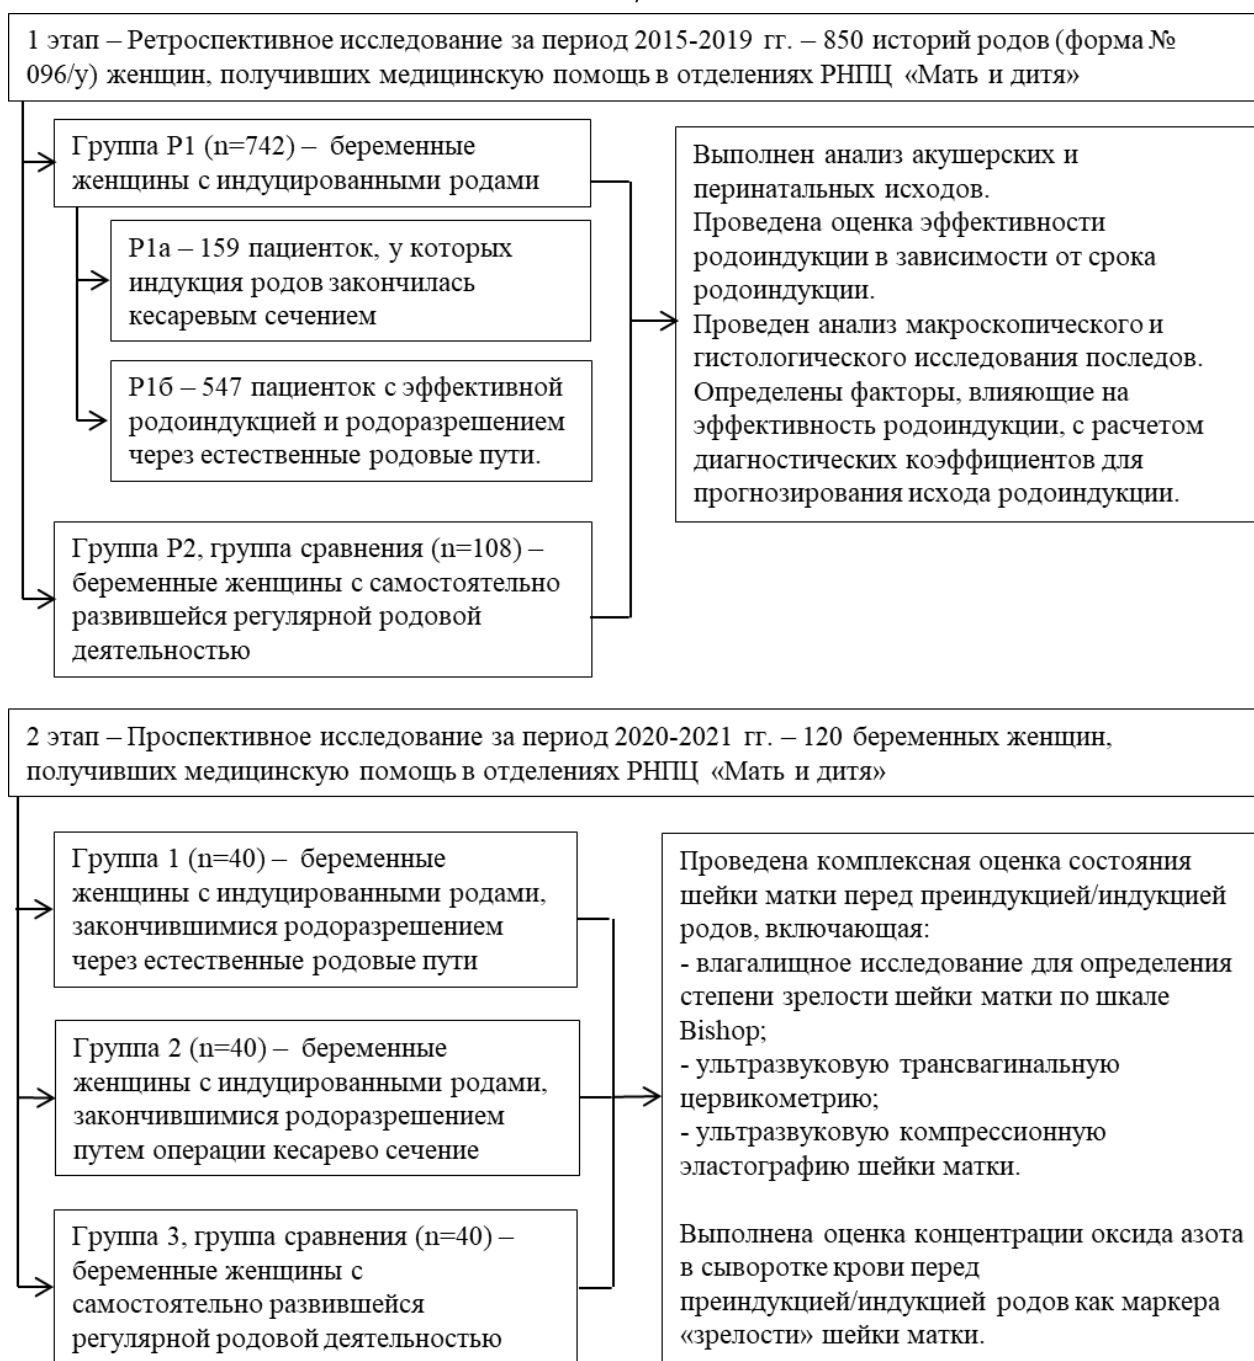 1 этап – Ретроспективное исследование за период 2015-2019 гг. – 850 историй родов (форма №
096/у) женщин, получивших медицинскую помощь в отделениях РНПЦ «Мать и дитя»
Группа Р1 (n=742) – беременные
женщины с индуцированными родами
Р1а – 159 пациенток, у которых
индукция родов закончилась
кесаревым сечением
Р1б – 547 пациенток с эффективной
родоиндукцией и родоразрешением
через естественные родовые пути.
Группа Р2, группа сравнения (n=108) –
беременные женщины с самостоятельно
развившейся регулярной родовой
деятельностью
Выполнен анализ акушерских и
перинатальных исходов.
Проведена оценка эффективности
родоиндукции в зависимости от срока
родоиндукции.
Проведен анализ макроскопического и
гистологического исследования последов.
Определены факторы, влияющие на
эффективность родоиндукции, с расчетом
диагностических коэффициентов для
прогнозирования исхода родоиндукции.
2 этап – Проспективное исследование за период 2020-2021 гг. – 120 беременных женщин,
получивших медицинскую помощь в отделениях РНПЦ «Мать и дитя»
Группа 1 (n=40) – беременные
женщины с индуцированными родами,
закончившимися родоразрешением
через естественные родовые пути
Группа 2 (n=40) – беременные
женщины с индуцированными родами,
закончившимися родоразрешением
путем операции кесарево сечение
Группа 3, группа сравнения (n=40) –
беременные женщины с
самостоятельно развившейся
регулярной родовой деятельностью
Проведена комплексная оценка состояния
шейки матки перед преиндукцией/индукцией
родов, включающая:
- влагалищное исследование для определения
степени зрелости шейки матки по шкале
Bishop;
- ультразвуковую трансвагинальную
цервикометрию;
- ультразвуковую компрессионную
эластографию шейки матки.
Выполнена оценка концентрации оксида азота
в сыворотке крови перед
преиндукцией/индукцией родов как маркера
«зрелости» шейки матки.